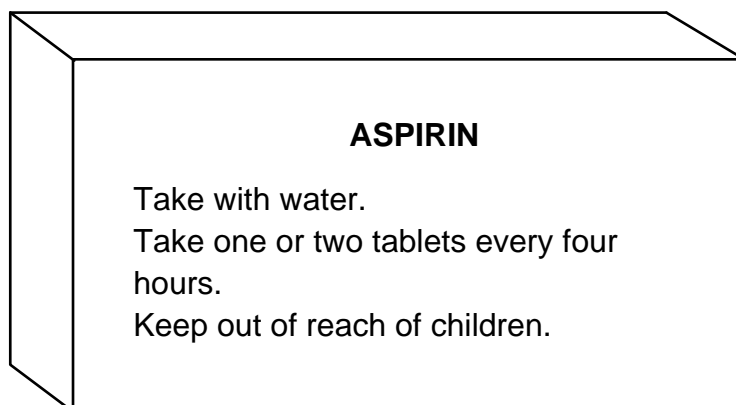 ASPIRIN
Take with water.
Take one or two tablets every four
hours.
Keep out of reach of children.